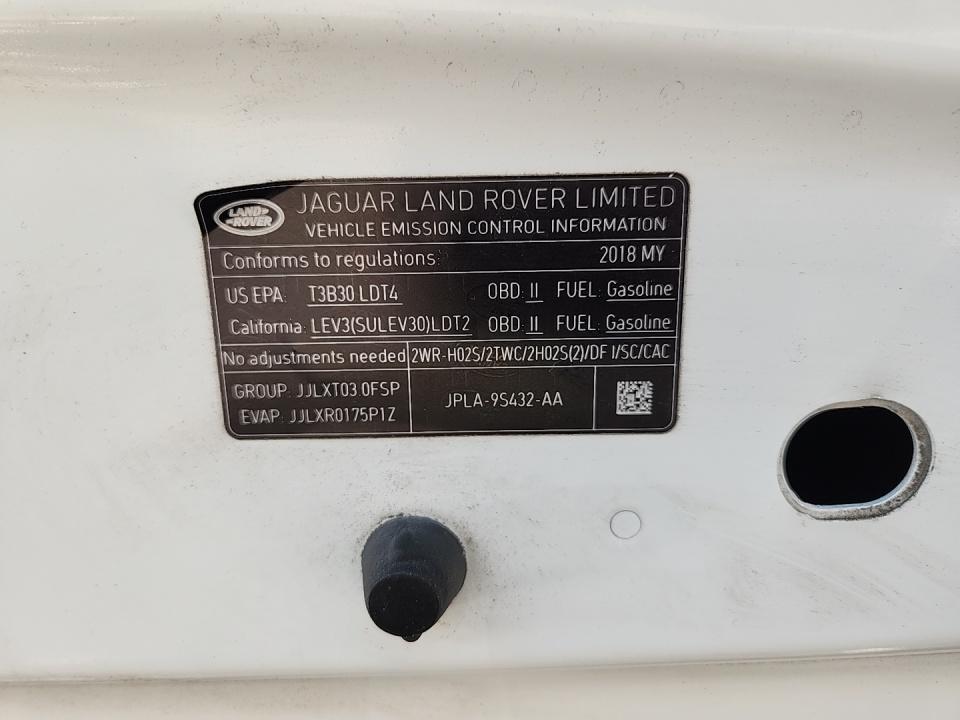 LAND ROVER
JAGUAR LAND ROVER LIMITED
VEHICLE EMISSION CONTROL INFORMATION
Conforms to regulations: 2018 MY
US EPA: T3B30 LDT4 OBD: II FUEL: Gasoline
California: LEV3(SULEV30)LDT2 OBD: II FUEL: Gasoline
No adjustments needed 2WR-HO2S/2TWC/2HO2S(2)/DFI/SC/CAC
GROUP: JJLXT03.0FSP
EVAP: JJLXR0175P1Z
JPLA-9S432-AA